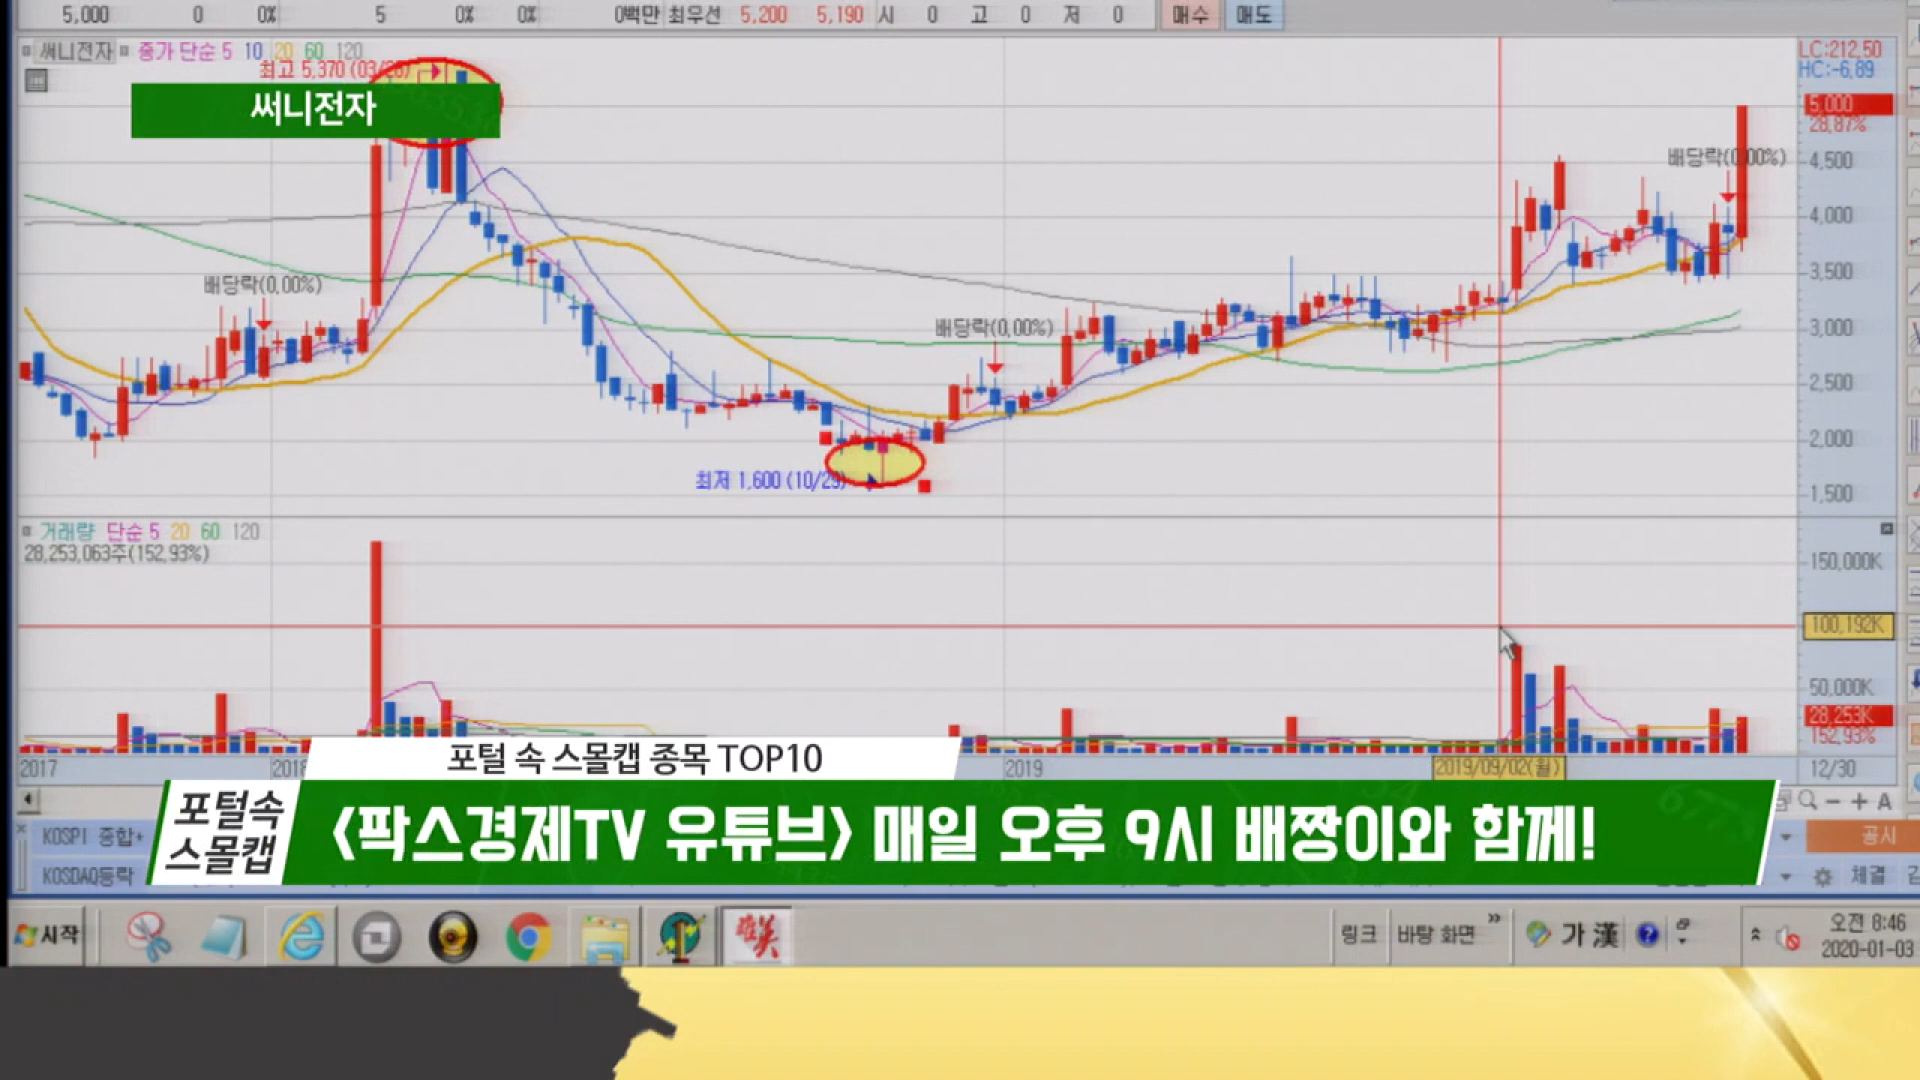 5,000 0 0% 5 0% 0% 0백만 최우선 5,200 5,190 시 0 고 0 저 0 매수 매도
써니전자 종가 단순 5 10 20 60 120
LC:212,50
HC:-6,89
최고 5,370 (03/26)
써니전자
5,000
28,87%
배당락(0,00%)
4,500
4,000
배당락(0,00%)
3,500
배당락(0,00%)
3,000
2,500
2,000
최저 1,600 (10/29)
1,500
거래량 단순 5 20 60 120
28,253,063주(152,93%)
150,000K
100,192K
50,000K
28,253K
152,93%
2017 2018 2019 2019/09/02(월) 12/30
포털 속 스몰캡 종목 TOP10
포털속
스몰캡
<팍스경제TV 유튜브> 매일 오후 9시 배짱이와 함께!
KOSPI 종합
공시
KOSDAQ등락
체결
시작
링크 바탕 화면 가 漢
오전 8:46
2020-01-03